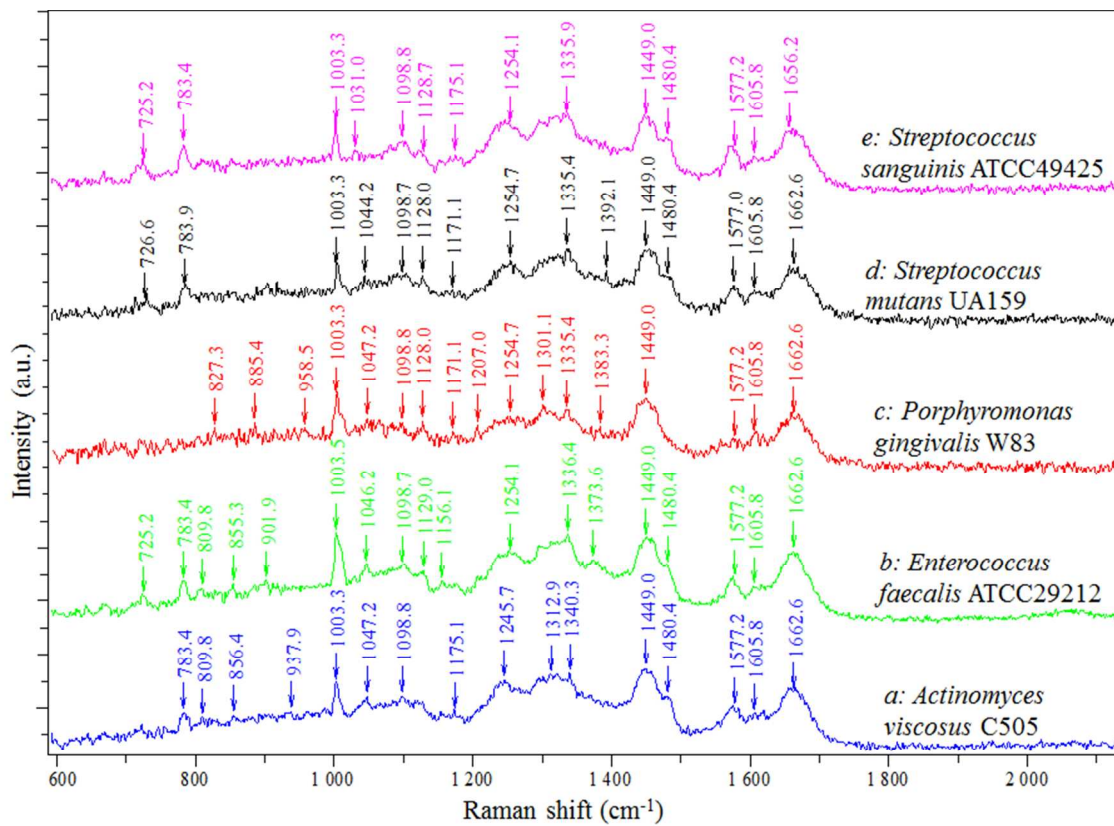 725.2 783.4 1003.3 1031.0 1098.8 1128.7 1175.1 1254.1 1335.9 1449.0 1480.4 1577.2 1605.8 1656.2
e: Streptococcus
sanguinis ATCC49425
726.6 783.9 1003.3 1044.2 1098.7 1128.0 1171.1 1254.7 1335.4 1392.1 1449.0 1480.4 1577.0 1605.8 1662.6
d: Streptococcus
mutans UA159
827.3 885.4 958.5 1003.3 1047.2 1098.8 1128.0 1171.1 1207.0 1254.7 1301.1 1335.4 1383.3 1449.0 1577.2 1605.8 1662.6
c: Porphyromonas
gingivalis W83
725.2 783.4 809.8 855.3 901.9 1003.5 1046.2 1098.7 1129.0 1156.1 1254.1 1336.4 1373.6 1449.0 1480.4 1577.2 1605.8 1662.6
b: Enterococcus
faecalis ATCC29212
783.4 809.8 856.4 937.9 1003.3 1047.2 1098.8 1175.1 1245.7 1312.9 1340.3 1449.0 1480.4 1577.2 1605.8 1662.6
a: Actinomyces
viscosus C505
Intensity (a.u.)
600 800 1 000 1 200 1 400 1 600 1 800 2 000
Raman shift (cm⁻¹)